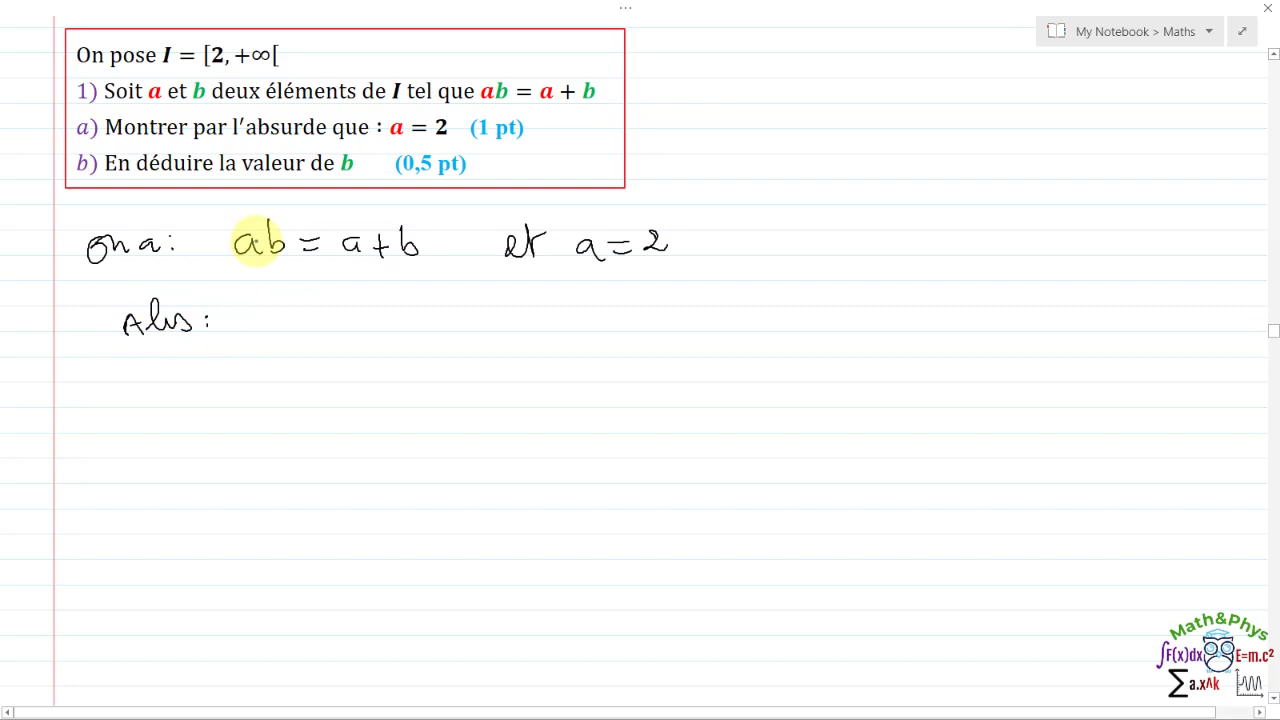 My Notebook > Maths
On pose I = [2, +∞[
1) Soit a et b deux éléments de I tel que ab = a + b
a) Montrer par l′absurde que : a = 2 (1 pt)
b) En déduire la valeur de b (0,5 pt)
on a : ab = a + b et a = 2
Alors :
Math&Phys
∫F(x)dx E=m.c²
∑ a.x^k